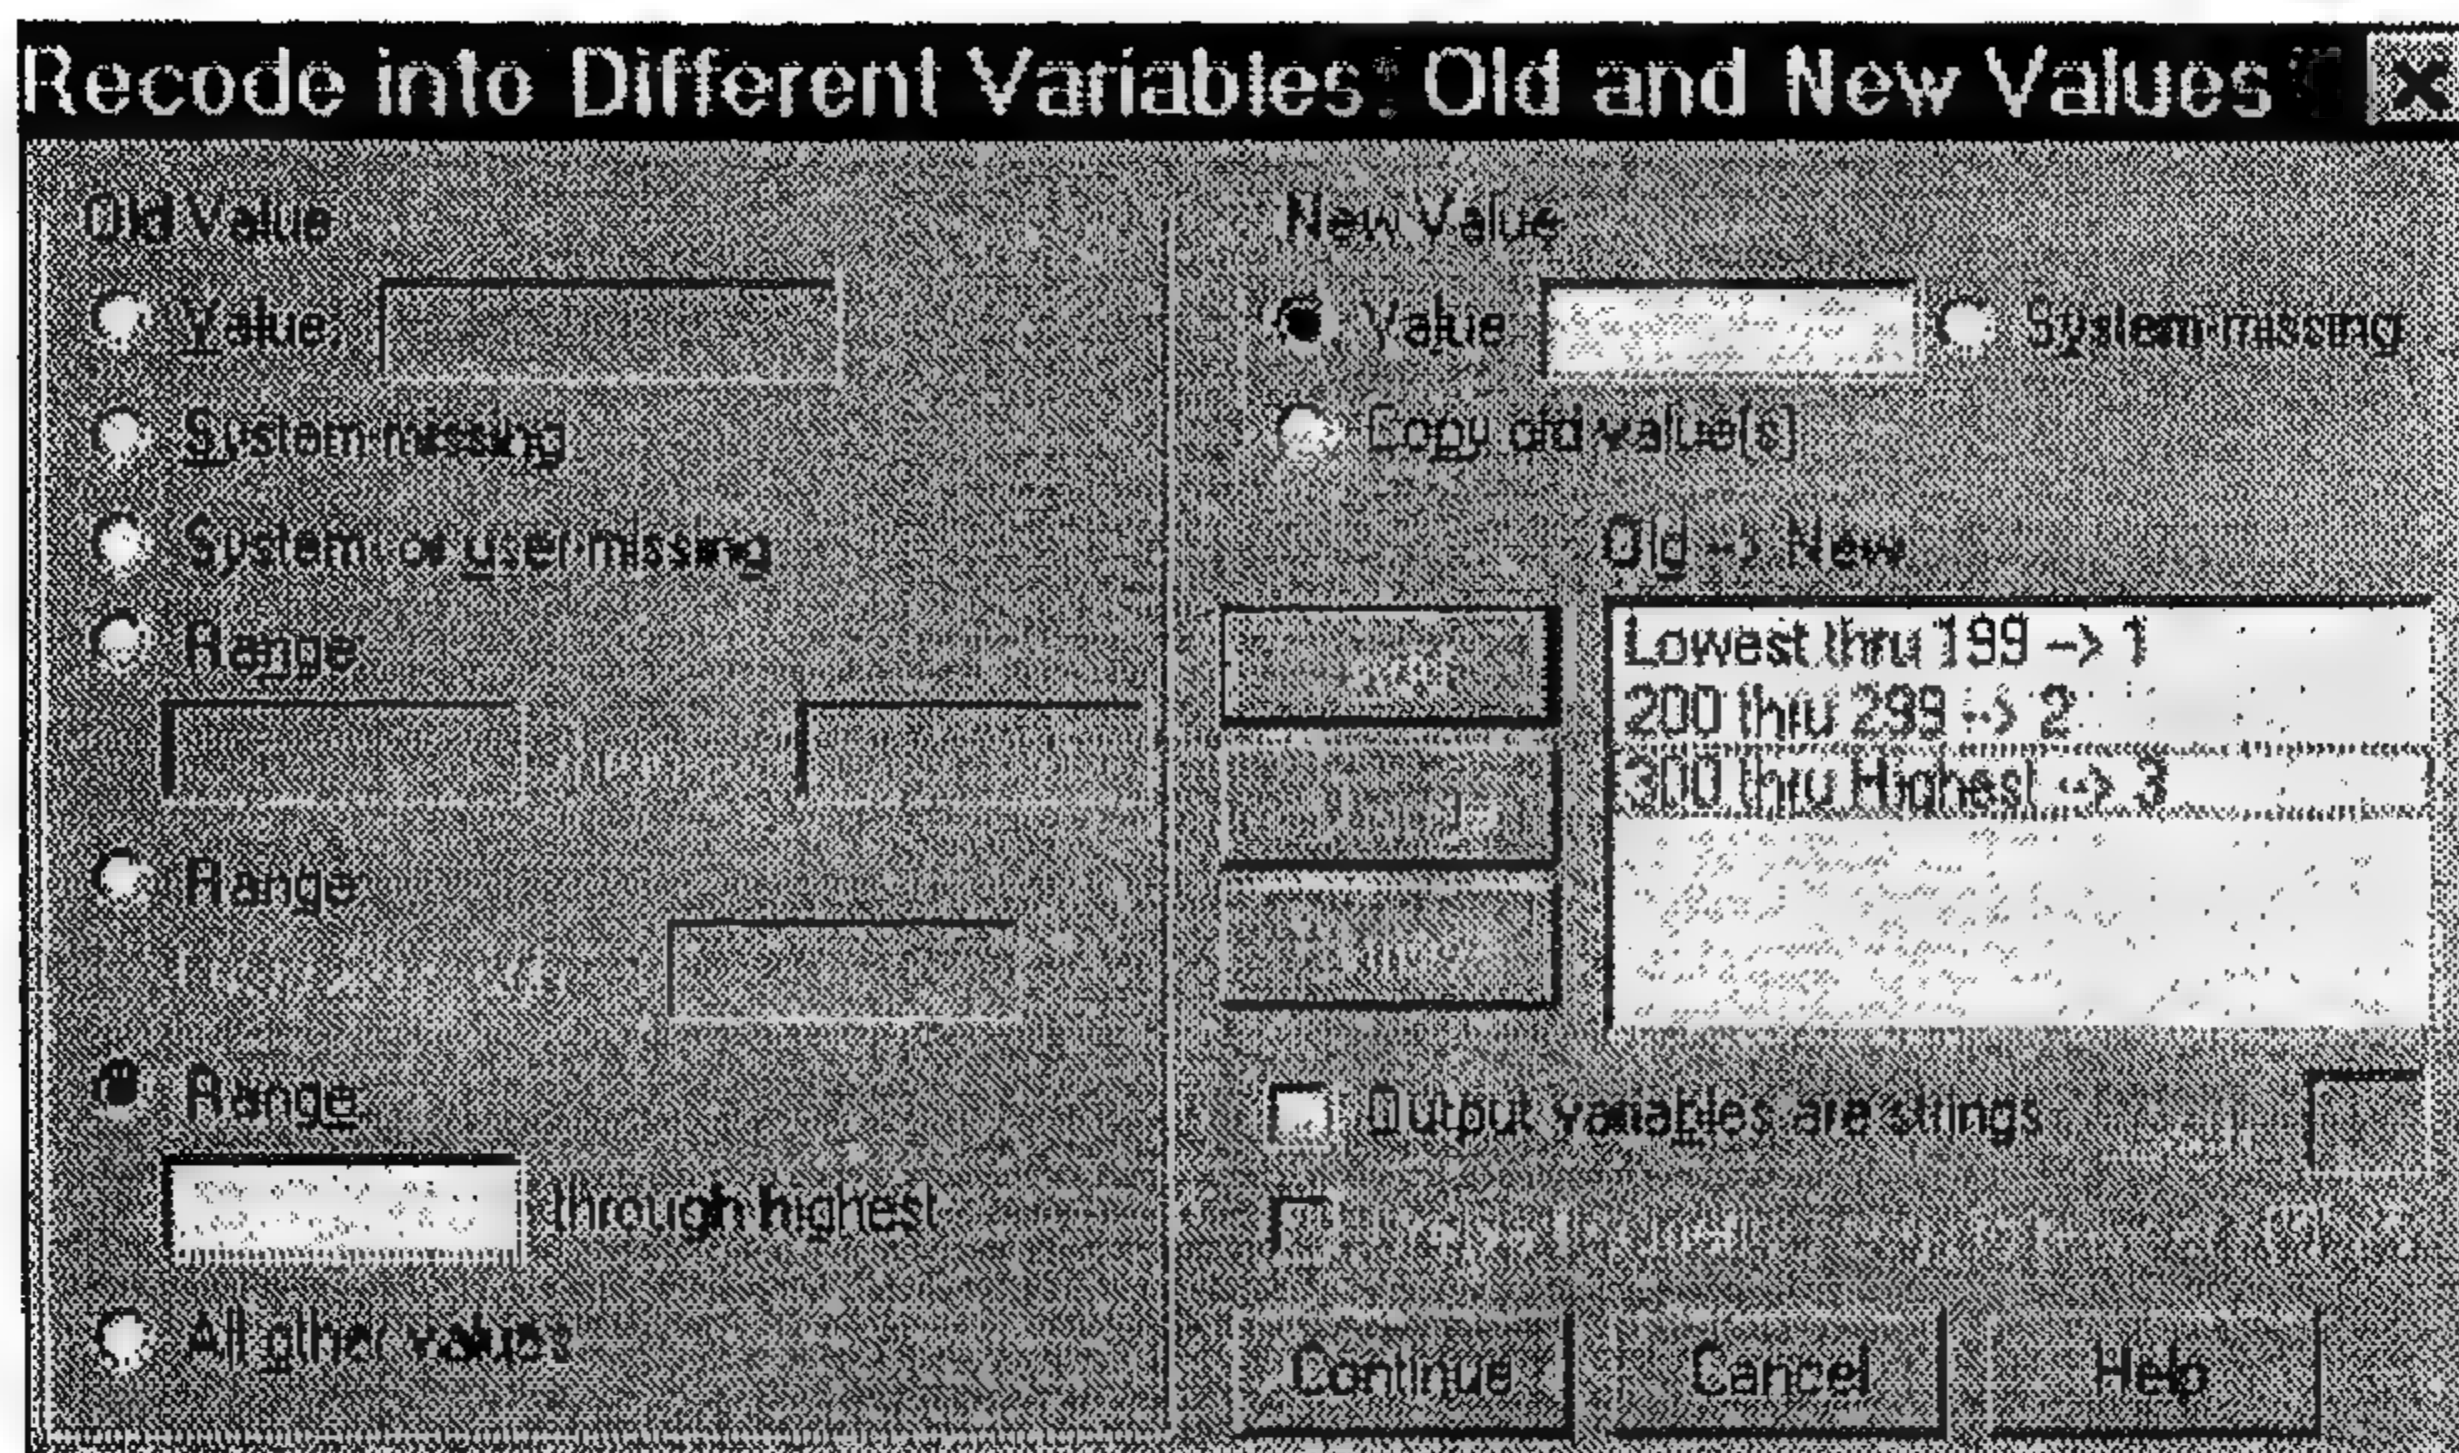 Recode into Different Variables: Old and New Values
Old Value
Value:
System-missing
System- or user-missing
Range:
Range:
Range:
through highest
All other values
New Value
Value
System-missing
Copy old value(s)
Old --> New
Lowest thru 199 --> 1
200 thru 299 --> 2
300 thru Highest --> 3
Output variables are strings
Continue
Cancel
Help